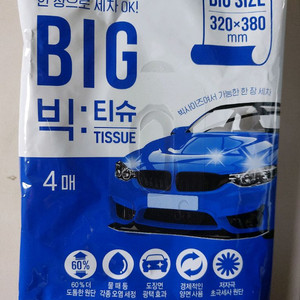 한 장으로 세차 OK!
BIG SIZE
320×380
mm
BIG
빅:티슈
TISSUE
빅사이즈여서 가능한 한 장 세차
4매
60%
60% 더
도톰한 원단
물 때 등
각종 오염 세정
도장면
광택 효과
경제적인
양면 사용
저자극
초극세사 원단